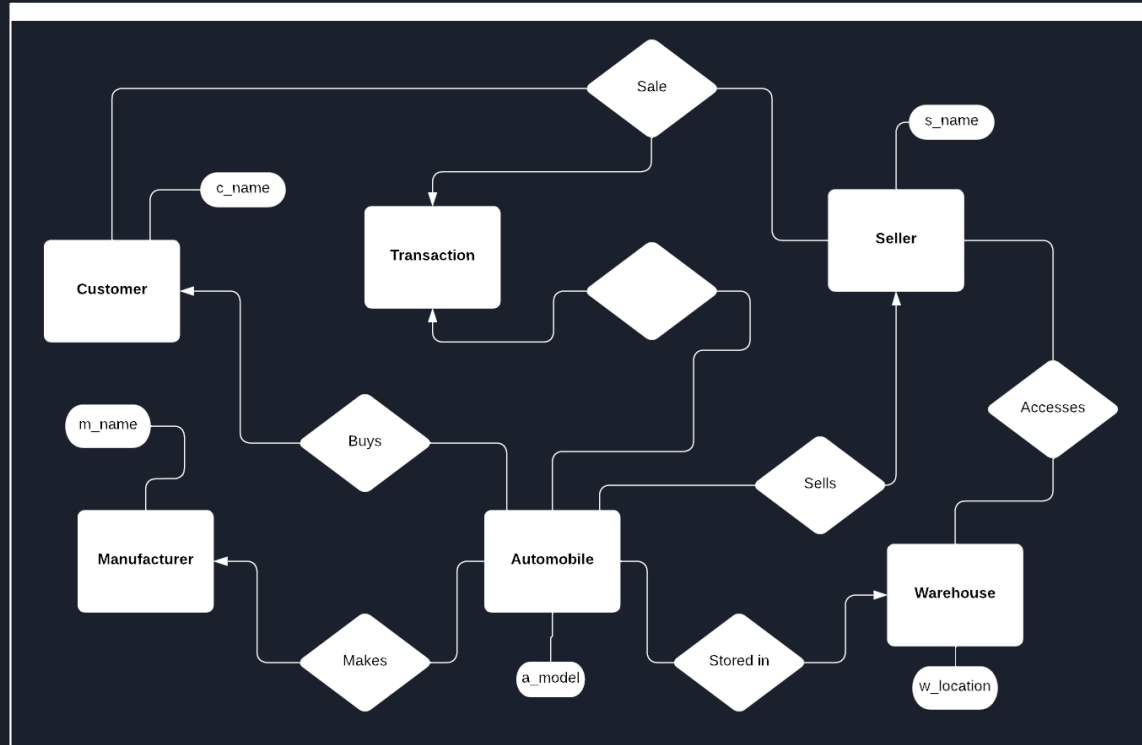 Sale
s_name
c_name
Seller
Transaction
Customer
Accesses
m_name
Buys
Sells
Manufacturer
Automobile
Warehouse
Makes
Stored in
a_model
w_location